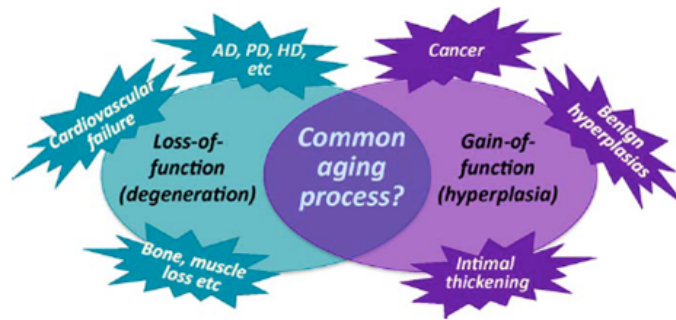 AD, PD, HD,
etc
Cancer
Cardiovascular
failure
Benign
hyperplasias
Loss-of-
function
(degeneration)
Common
aging
process?
Gain-of-
function
(hyperplasia)
Bone, muscle
loss etc
Intimal
thickening